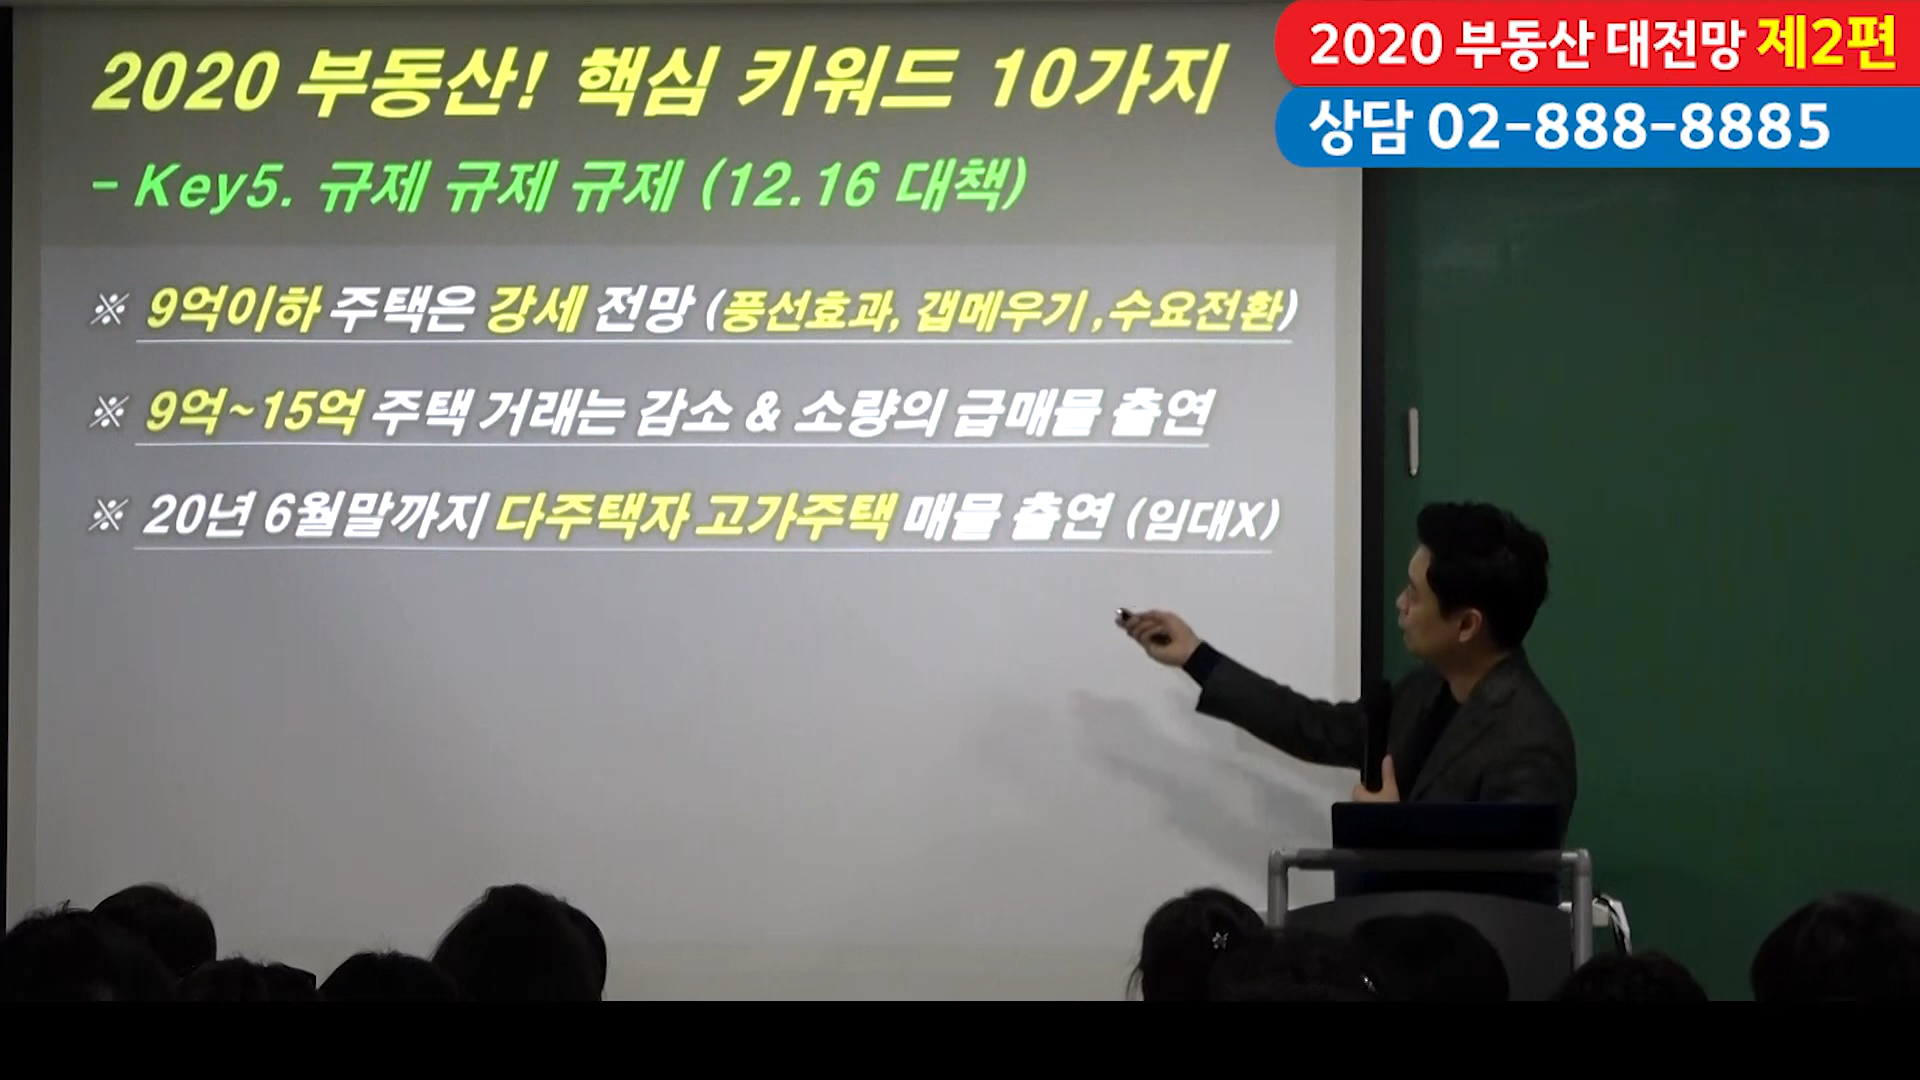 2020 부동산! 핵심 키워드 10가지
- Key5. 규제 규제 규제 (12.16 대책)
※ 9억이하 주택은 강세 전망 (풍선효과, 갭메우기,수요전환)
※ 9억~15억 주택 거래는 감소 & 소량의 급매물 출연
※ 20년 6월말까지 다주택자 고가주택 매물 출연 (임대X)
2020 부동산 대전망 제2편
상담 02-888-8885